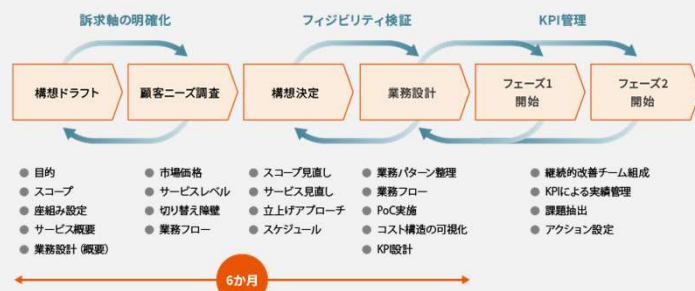 訴求軸の明確化
フィジビリティ検証
KPI管理
構想ドラフト
顧客ニーズ調査
構想決定
業務設計
フェーズ1
開始
フェーズ2
開始
目的
スコープ
座組み設定
サービス概要
業務設計（概要）
市場価格
サービスレベル
切り替え障壁
業務フロー
スコープ見直し
サービス見直し
立上げアプローチ
スケジュール
業務パターン整理
業務フロー
PoC実施
コスト構造の可視化
KPI設計
継続的改善チーム組成
KPIによる実績管理
課題抽出
アクション設定
6か月